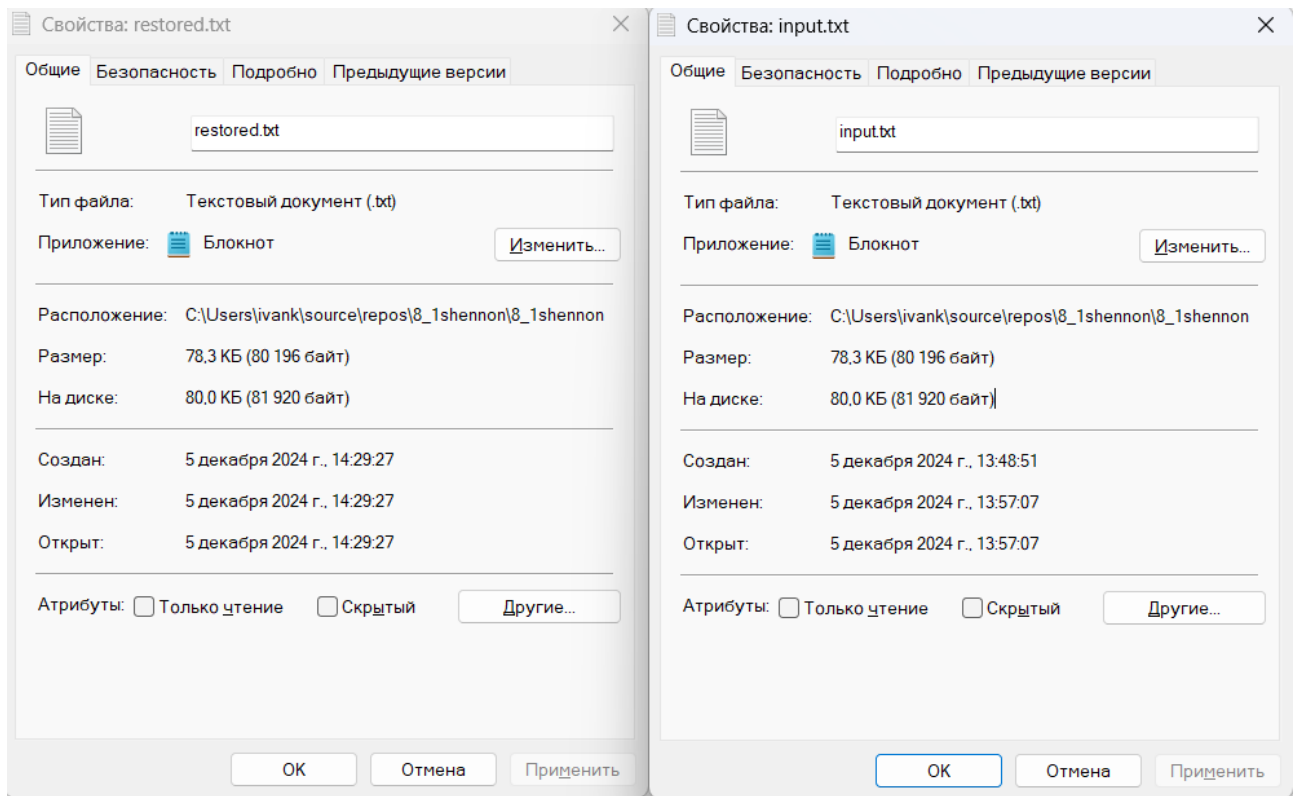 Свойства: restored.txt
Общие Безопасность Подробно Предыдущие версии
restored.txt
Тип файла: Текстовый документ (.txt)
Приложение: Блокнот Изменить...
Расположение: C:\Users\ivank\source\repos\8_1shennon\8_1shennon
Размер: 78,3 КБ (80 196 байт)
На диске: 80,0 КБ (81 920 байт)
Создан: 5 декабря 2024 г., 14:29:27
Изменен: 5 декабря 2024 г., 14:29:27
Открыт: 5 декабря 2024 г., 14:29:27
Атрибуты: Только чтение Скрытый Другие...
ОК Отмена Применить
Свойства: input.txt
Общие Безопасность Подробно Предыдущие версии
input.txt
Тип файла: Текстовый документ (.txt)
Приложение: Блокнот Изменить...
Расположение: C:\Users\ivank\source\repos\8_1shennon\8_1shennon
Размер: 78,3 КБ (80 196 байт)
На диске: 80,0 КБ (81 920 байт)
Создан: 5 декабря 2024 г., 13:48:51
Изменен: 5 декабря 2024 г., 13:57:07
Открыт: 5 декабря 2024 г., 13:57:07
Атрибуты: Только чтение Скрытый Другие...
ОК Отмена Применить